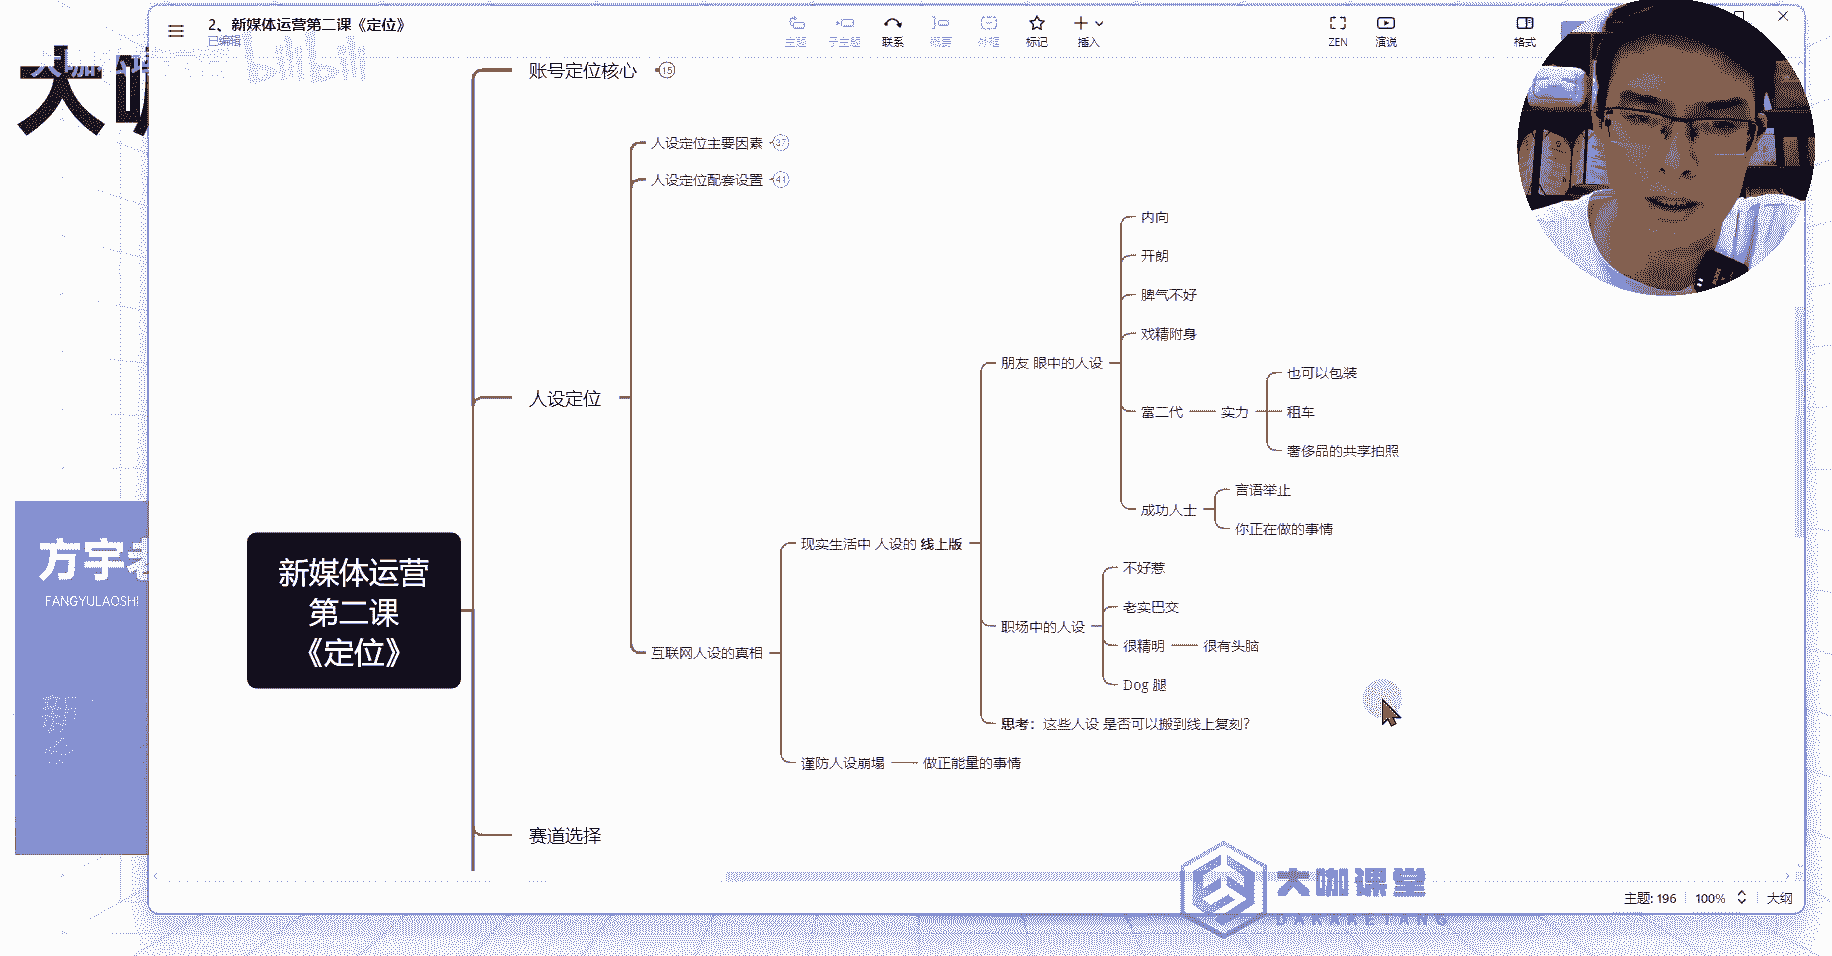 2、新媒体运营第二课《定位》
已编辑
主题
子主题
联系
概要
外框
标记
插入
ZEN
演说
格式
bilibili
大咖
账号定位核心
15
人设定位主要因素
37
人设定位配套设置
41
内向
开朗
脾气不好
戏精附身
朋友 眼中的人设
也可以包装
人设定位
富二代
实力
租车
奢侈品的共享拍照
言语举止
成功人士
你正在做的事情
现实生活中 人设的 线上版
不好惹
新媒体运营
第二课
《定位》
方宇老
FANGYULAOSHI
老实巴交
职场中的人设
很精明
很有头脑
互联网人设的真相
Dog 腿
思考：这些人设 是否可以搬到线上复刻？
谨防人设崩塌
做正能量的事情
赛道选择
大咖课堂
DAKAKETANG
主题: 196
100%
大纲